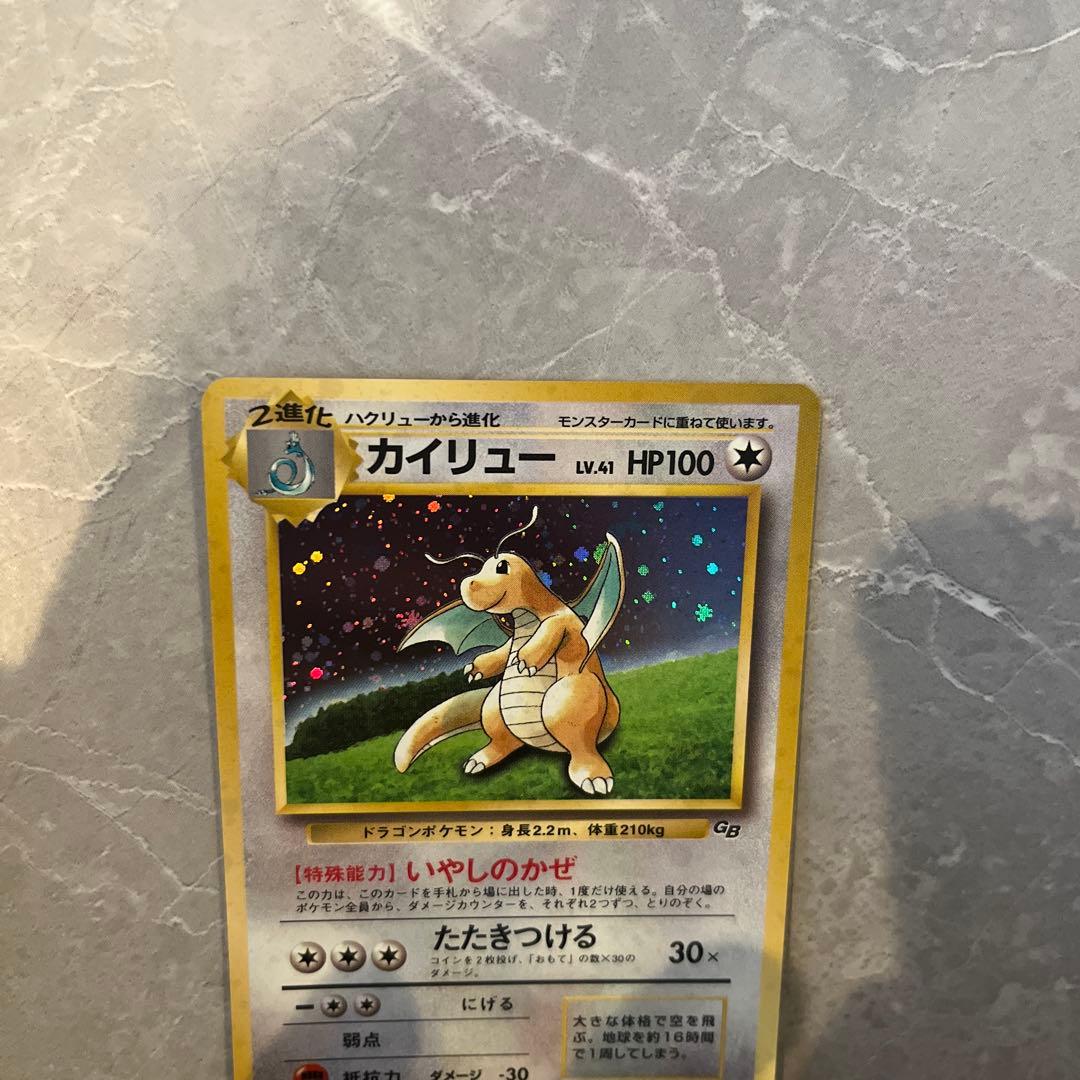 2進化 ハクリューから進化 モンスターカードに重ねて使います。
カイリュー LV.41 HP100
ドラゴンポケモン：身長2.2m、体重210kg GB
【特殊能力】いやしのかぜ
この力は、このカードを手札から場に出した時、1度だけ使える。自分の場の
ポケモン全員から、ダメージカウンターを、それぞれ2つずつ、とりのぞく。
たたきつける 30×
コインを2枚投げ、「おもて」の数×30の
ダメージ。
にげる
弱点
抵抗力 ダメージ -30
大きな体格で空を飛
ぶ。地球を約16時間
で1周してしまう。